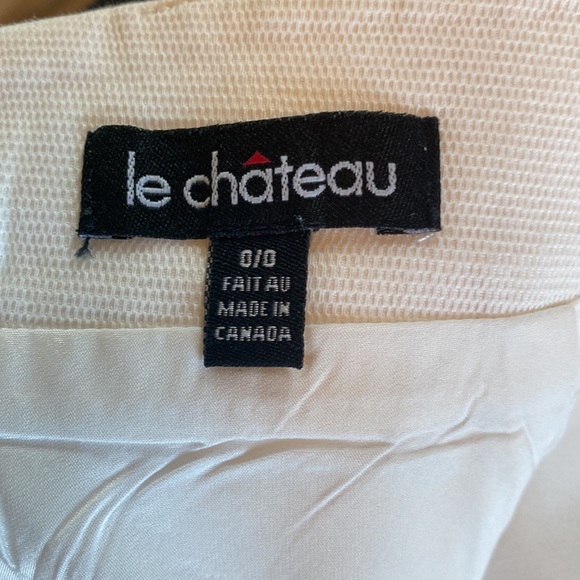 le château
0/0
FAIT AU
MADE IN
CANADA